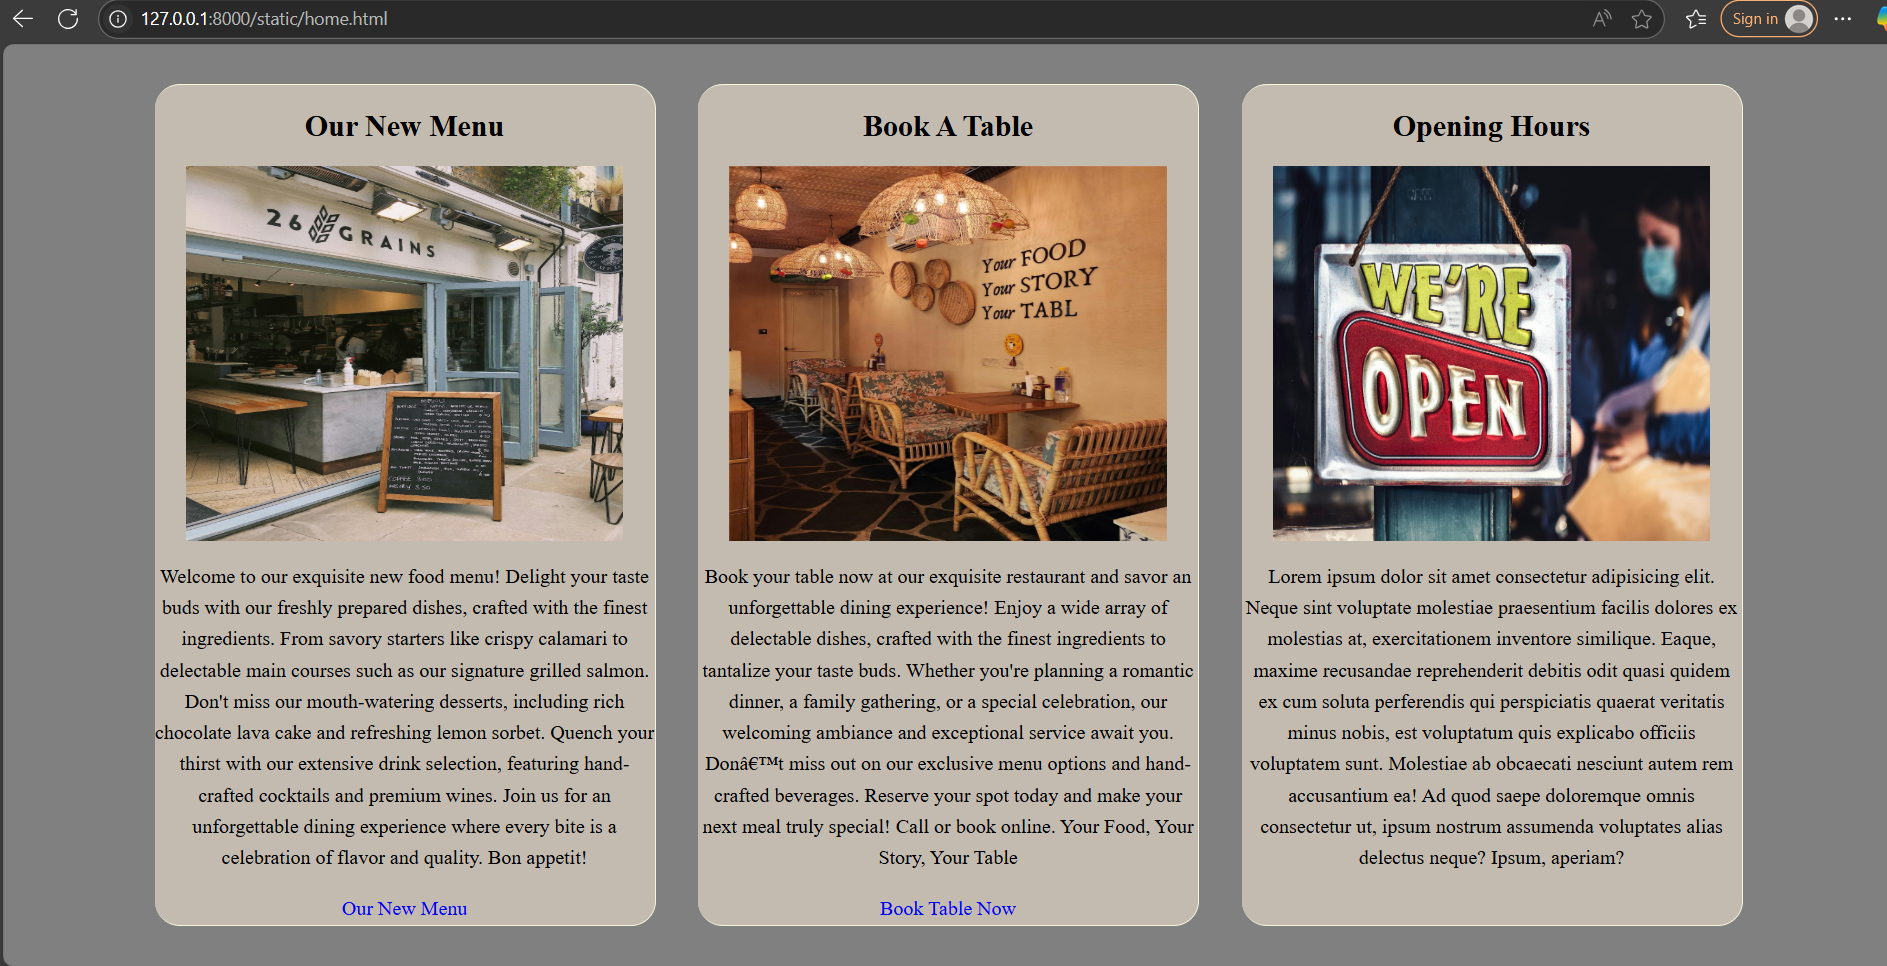 127.0.0.1:8000/static/home.html
Sign in
Our New Menu
26 GRAINS
Welcome to our exquisite new food menu! Delight your taste
buds with our freshly prepared dishes, crafted with the finest
ingredients. From savory starters like crispy calamari to
delectable main courses such as our signature grilled salmon.
Don't miss our mouth-watering desserts, including rich
chocolate lava cake and refreshing lemon sorbet. Quench your
thirst with our extensive drink selection, featuring hand-
crafted cocktails and premium wines. Join us for an
unforgettable dining experience where every bite is a
celebration of flavor and quality. Bon appetit!
Our New Menu
Book A Table
Your FOOD
Your STORY
Your TABL
Book your table now at our exquisite restaurant and savor an
unforgettable dining experience! Enjoy a wide array of
delectable dishes, crafted with the finest ingredients to
tantalize your taste buds. Whether you're planning a romantic
dinner, a family gathering, or a special celebration, our
welcoming ambiance and exceptional service await you.
Donâ€™t miss out on our exclusive menu options and hand-
crafted beverages. Reserve your spot today and make your
next meal truly special! Call or book online. Your Food, Your
Story, Your Table
Book Table Now
Opening Hours
WE'RE
OPEN
Lorem ipsum dolor sit amet consectetur adipisicing elit.
Neque sint voluptate molestiae praesentium facilis dolores ex
molestias at, exercitationem inventore similique. Eaque,
maxime recusandae reprehenderit debitis odit quasi quidem
ex cum soluta perferendis qui perspiciatis quaerat veritatis
minus nobis, est voluptatum quis explicabo officiis
voluptatem sunt. Molestiae ab obcaecati nesciunt autem rem
accusantium ea! Ad quod saepe doloremque omnis
consectetur ut, ipsum nostrum assumenda voluptates alias
delectus neque? Ipsum, aperiam?